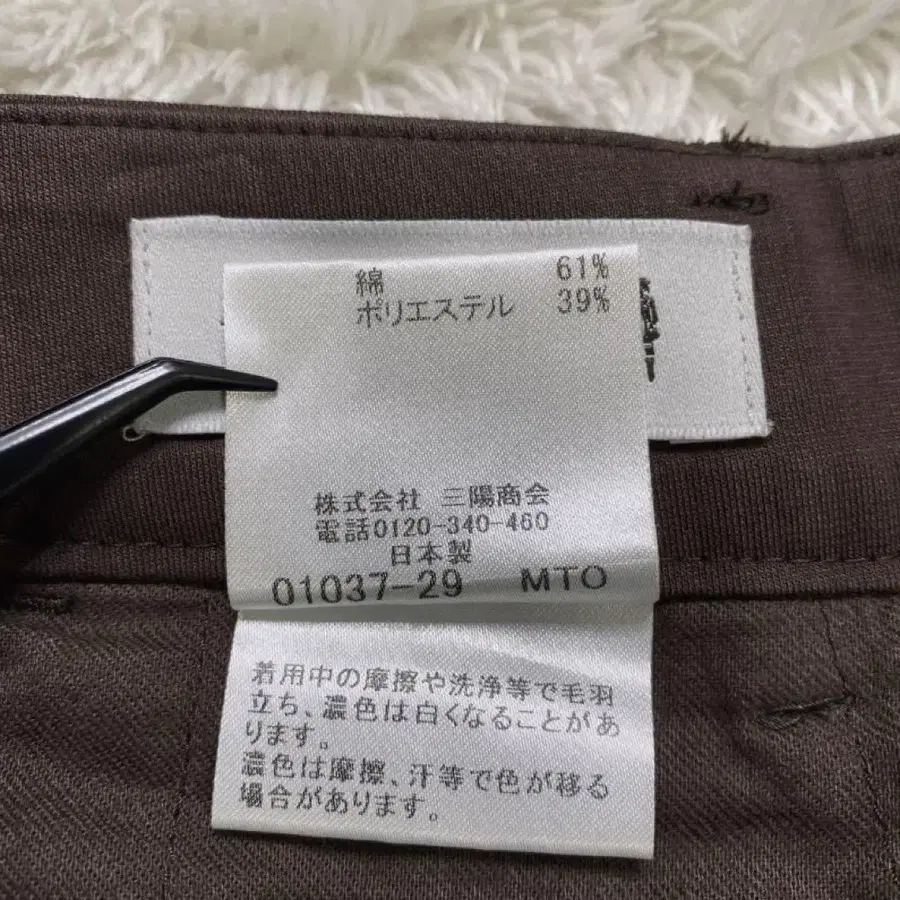 綿 61%
ポリエステル 39%
株式会社 三陽商会
電話0120-340-460
日本製
01037-29 MTO
着用中の摩擦や洗浄等で毛羽
立ち、濃色は白くなることがあ
ります。
濃色は摩擦、汗等で色が移る
場合があります。